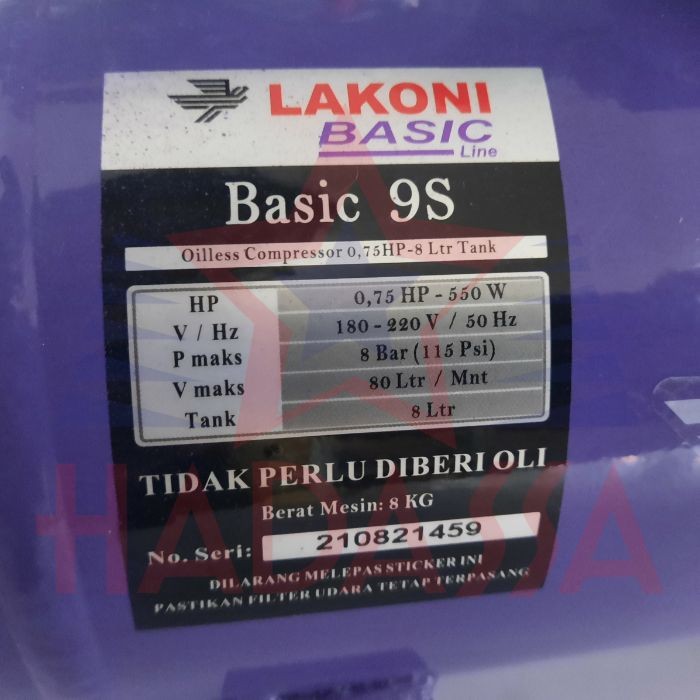 LAKONI
BASIC
Line
Basic 9S
Oilless Compressor 0,75HP-8 Ltr Tank
HP 0,75 HP - 550 W
V / Hz 180 - 220 V / 50 Hz
P maks 8 Bar (115 Psi)
V maks 80 Ltr / Mnt
Tank 8 Ltr
TIDAK PERLU DIBERI OLI
Berat Mesin: 8 KG
No. Seri: 210821459
DILARANG MELEPAS STICKER INI
PASTIKAN FILTER UDARA TETAP TERPASANG
HADASSA